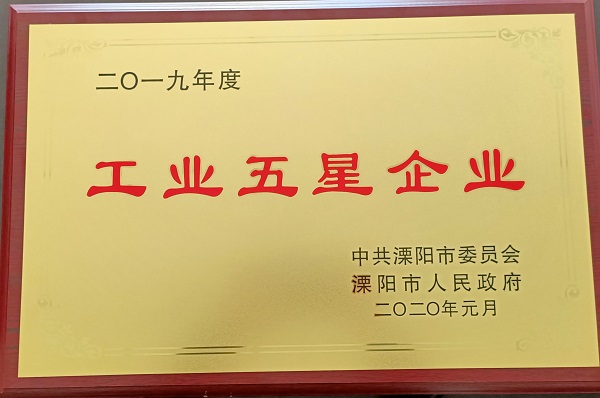 二〇一九年度
工业五星企业
中共溧阳市委员会
溧阳市人民政府
二〇二〇年元月